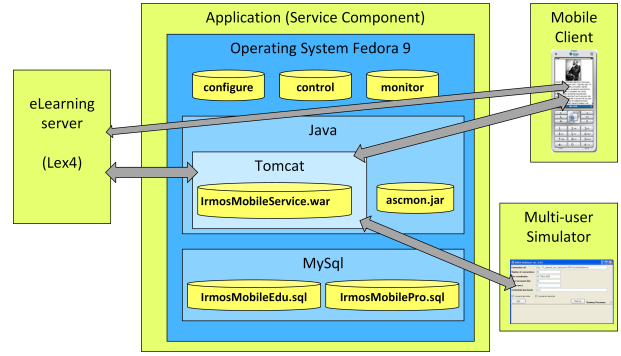 Application (Service Component)
Operating System Fedora 9
configure
control
monitor
Java
Tomcat
IrmosMobileService.war
ascmon.jar
MySql
IrmosMobileEdu.sql
IrmosMobilePro.sql
eLearning
server
(Lex4)
Mobile
Client
Multi-user
Simulator